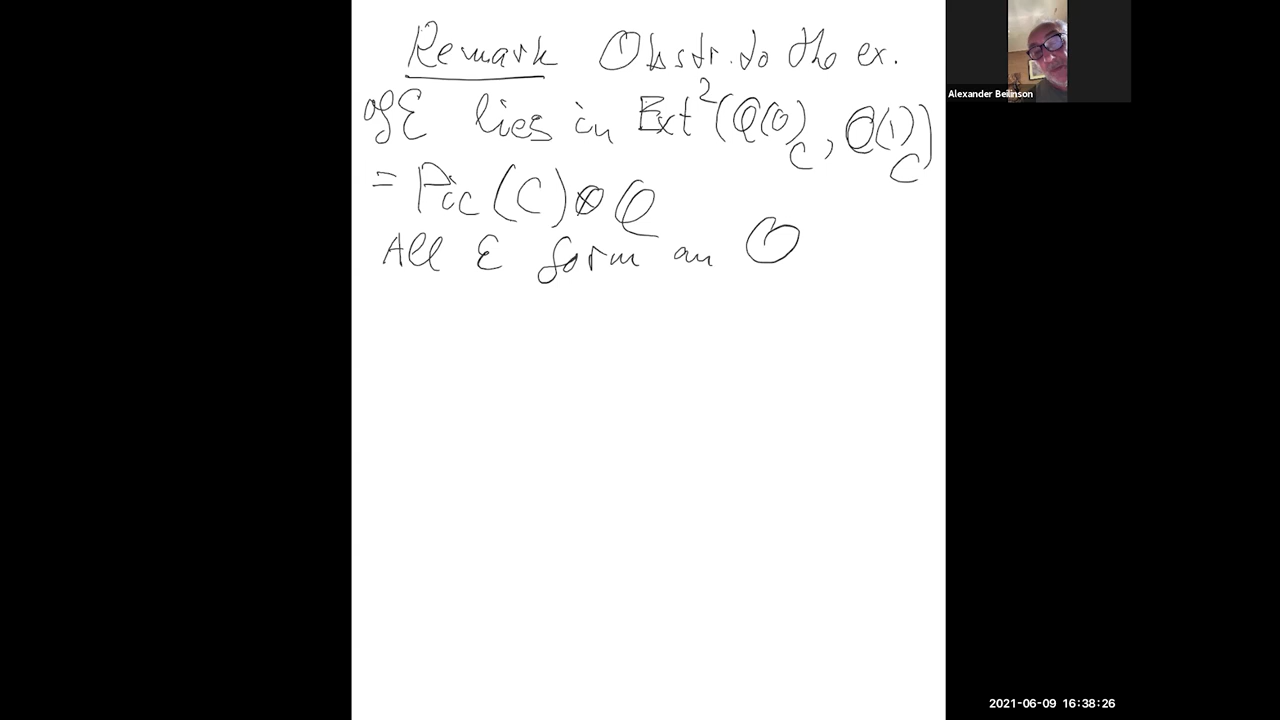 Remark Obstr. to the ex.
of ℰ lies in Ext²(ℚ(0)_C, ℚ(1)_C)
= Pic(C)⊗ℚ
All ℰ form an O
Alexander Beilinson
2021-06-09 16:38:26